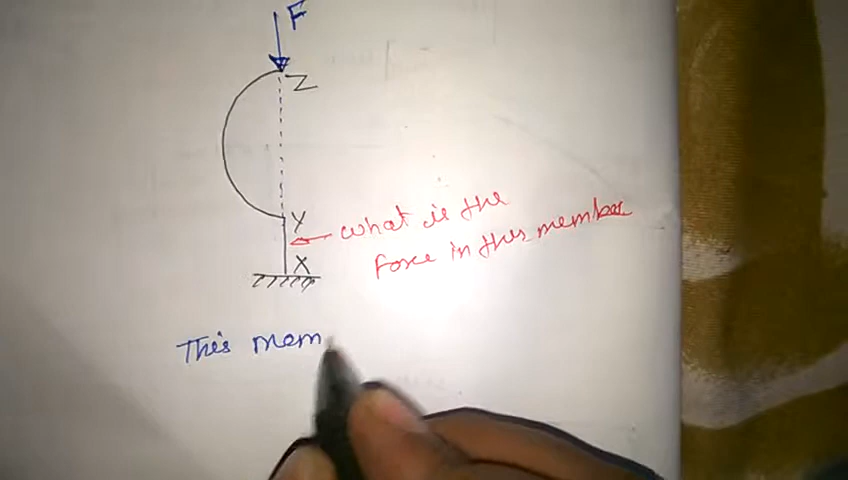 F
Z
Y
What is the
Force in this member
X
This mem